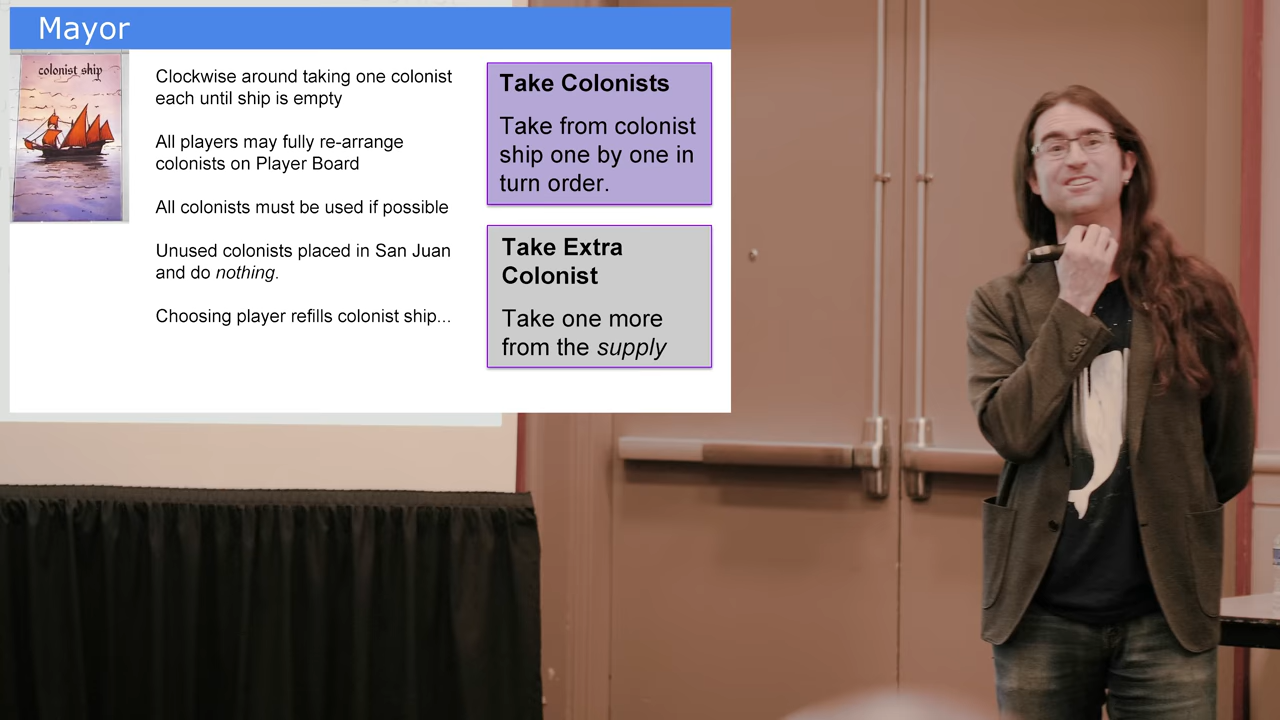 Mayor
colonist ship
Clockwise around taking one colonist
each until ship is empty
All players may fully re-arrange
colonists on Player Board
All colonists must be used if possible
Unused colonists placed in San Juan
and do nothing.
Choosing player refills colonist ship...
Take Colonists
Take from colonist
ship one by one in
turn order.
Take Extra
Colonist
Take one more
from the supply